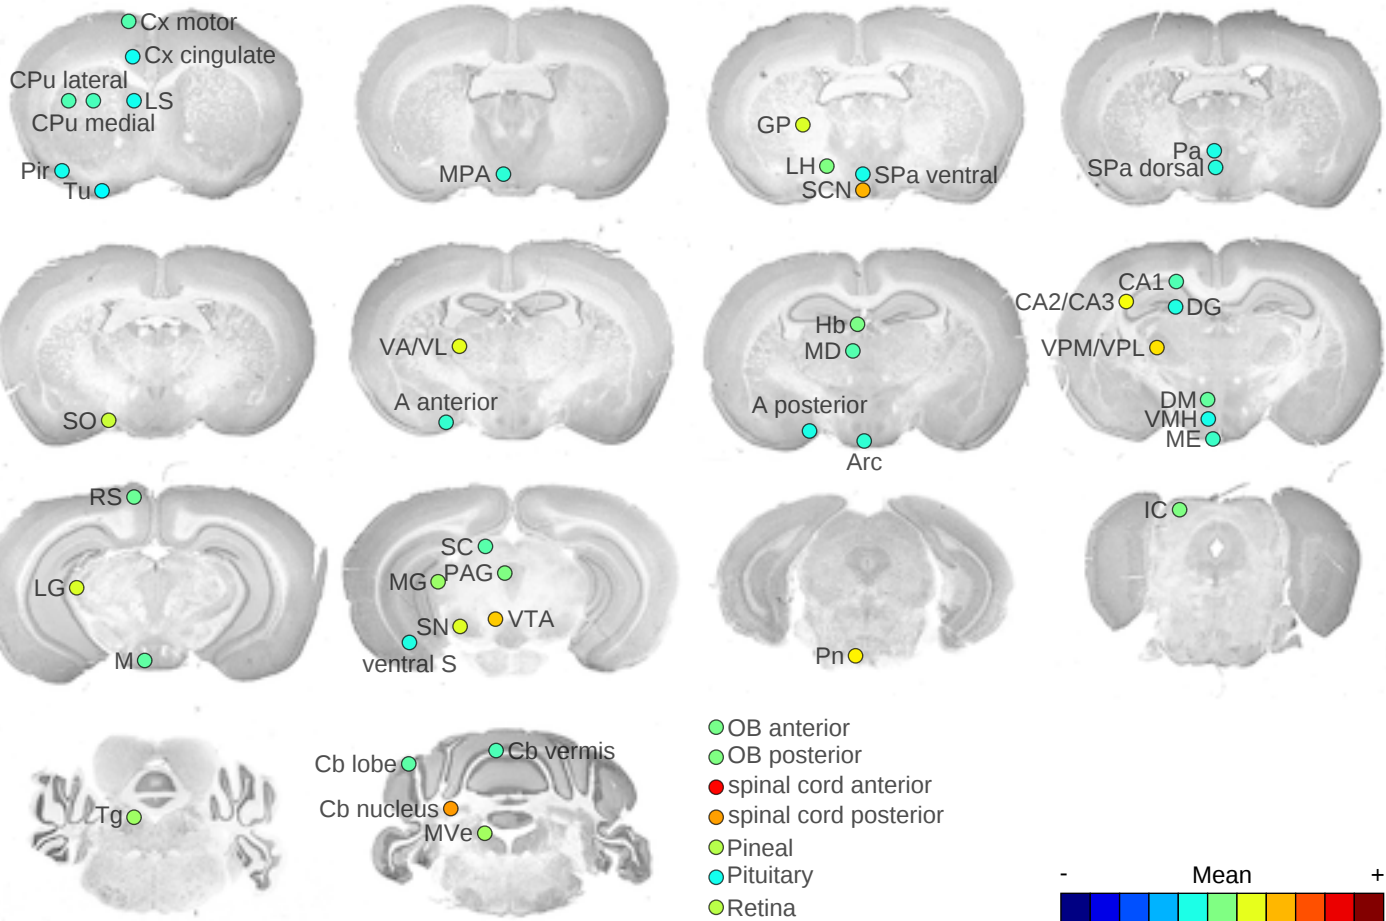 Cx motor
Cx cingulate
CPu lateral
LS
CPu medial
Pir
Tu
MPA
GP
LH
SPa ventral
SCN
Pa
SPa dorsal
SO
VA/VL
A anterior
Hb
MD
A posterior
Arc
CA1
CA2/CA3
DG
VPM/VPL
DM
VMH
ME
RS
LG
M
SC
MG
PAG
SN
VTA
ventral S
Pn
IC
Tg
Cb lobe
Cb vermis
Cb nucleus
MVe
OB anterior
OB posterior
spinal cord anterior
spinal cord posterior
Pineal
Pituitary
Retina
- Mean +